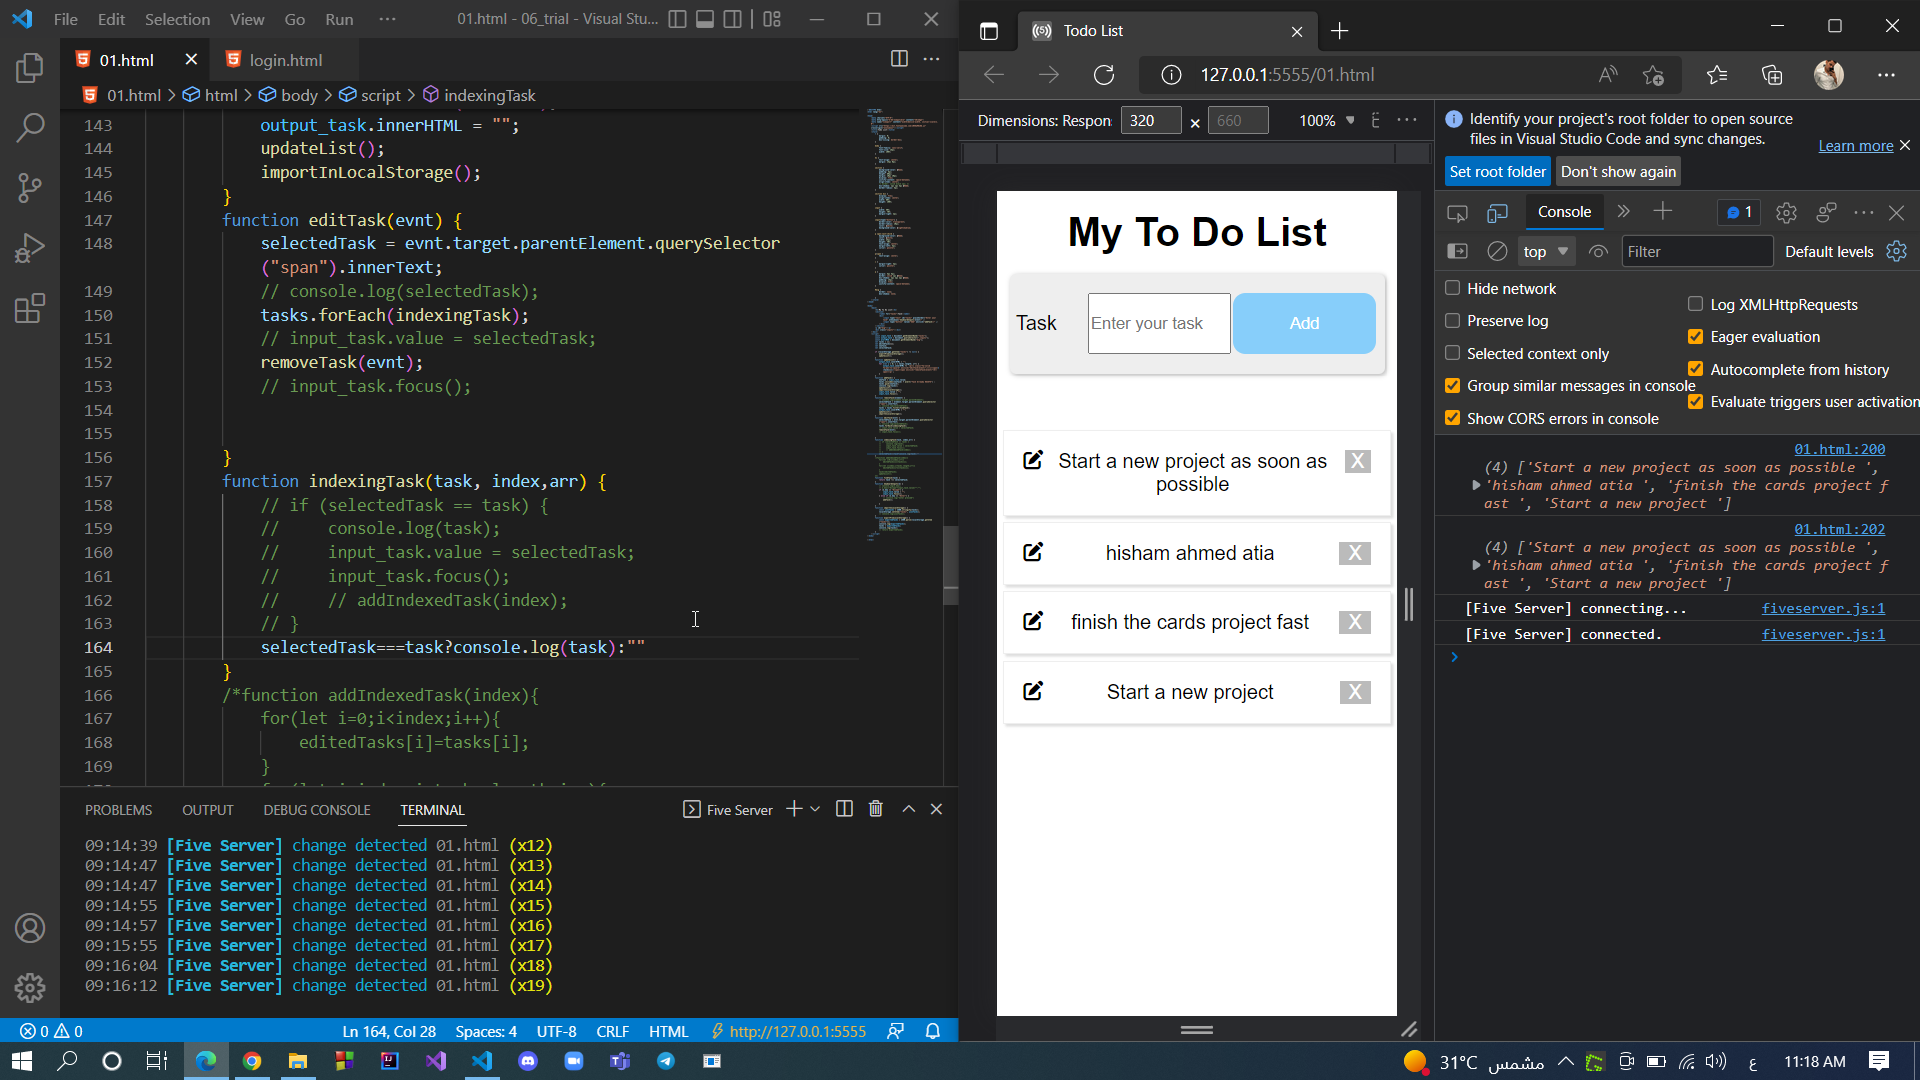 File Edit Selection View Go Run ··· 01.html - 06_trial - Visual Stu...
01.html login.html
01.html > html > body > script > indexingTask
143 output_task.innerHTML = "";
144 updateList();
145 importInLocalStorage();
146 }
147 function editTask(evnt) {
148 selectedTask = evnt.target.parentElement.querySelector
("span").innerText;
149 // console.log(selectedTask);
150 tasks.forEach(indexingTask);
151 // input_task.value = selectedTask;
152 removeTask(evnt);
153 // input_task.focus();
154
155
156 }
157 function indexingTask(task, index,arr) {
158 // if (selectedTask == task) {
159 // console.log(task);
160 // input_task.value = selectedTask;
161 // input_task.focus();
162 // // addIndexedTask(index);
163 // }
164 selectedTask===task?console.log(task):""
165 }
166 /*function addIndexedTask(index){
167 for(let i=0;i<index;i++){
168 editedTasks[i]=tasks[i];
169 }
PROBLEMS OUTPUT DEBUG CONSOLE TERMINAL Five Server
09:14:39 [Five Server] change detected 01.html (x12)
09:14:47 [Five Server] change detected 01.html (x13)
09:14:47 [Five Server] change detected 01.html (x14)
09:14:55 [Five Server] change detected 01.html (x15)
09:14:57 [Five Server] change detected 01.html (x16)
09:15:55 [Five Server] change detected 01.html (x17)
09:16:04 [Five Server] change detected 01.html (x18)
09:16:12 [Five Server] change detected 01.html (x19)
0 0 Ln 164, Col 28 Spaces: 4 UTF-8 CRLF HTML http://127.0.0.1:5555
Todo List
127.0.0.1:5555/01.html
Dimensions: Respon: 320 x 660 100%
My To Do List
Task Enter your task Add
Start a new project as soon as X
possible
hisham ahmed atia X
finish the cards project fast X
Start a new project X
Identify your project's root folder to open source
files in Visual Studio Code and sync changes. Learn more
Set root folder Don't show again
Console 1
top Filter Default levels
Hide network
Log XMLHttpRequests
Preserve log
Eager evaluation
Selected context only
Autocomplete from history
Group similar messages in console
Evaluate triggers user activation
Show CORS errors in console
01.html:200
(4) ['Start a new project as soon as possible ',
'hisham ahmed atia ', 'finish the cards project f
ast ', 'Start a new project ']
01.html:202
(4) ['Start a new project as soon as possible ',
'hisham ahmed atia ', 'finish the cards project f
ast ', 'Start a new project ']
[Five Server] connecting... fiveserver.js:1
[Five Server] connected. fiveserver.js:1
31°C مشمس ع 11:18 AM